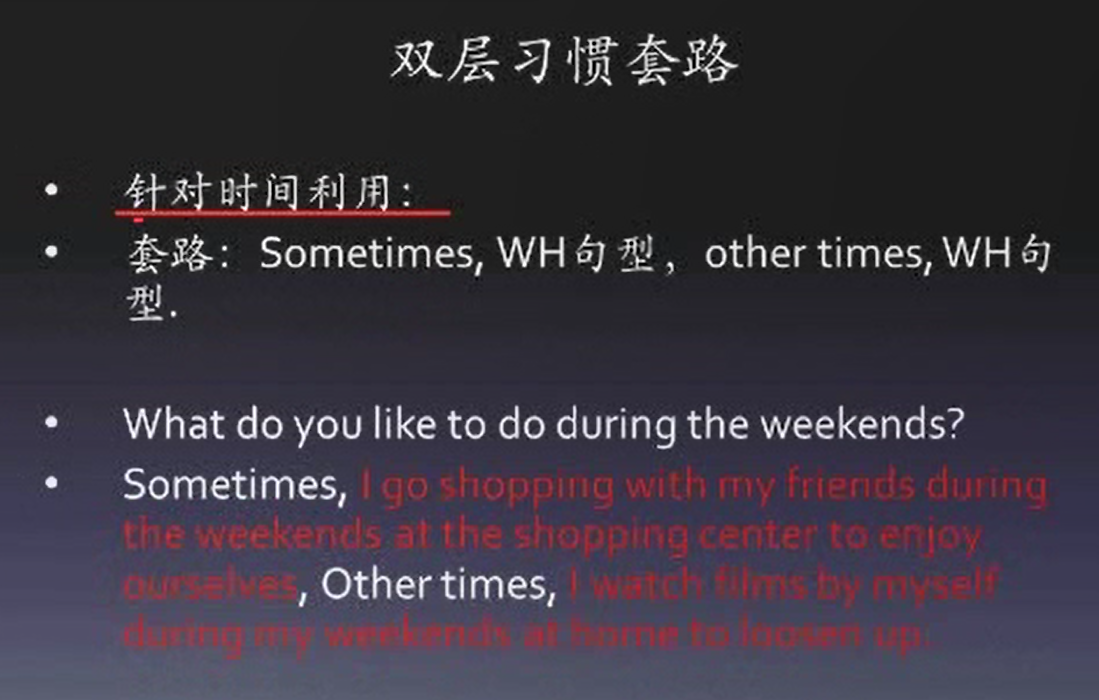 双层习惯套路
• 针对时间利用:
• 套路: Sometimes, WH句型, other times, WH句
型.
• What do you like to do during the weekends?
• Sometimes, I go shopping with my friends during
the weekends at the shopping center to enjoy
ourselves, Other times, I watch films by myself
during my weekends at home to loosen up.